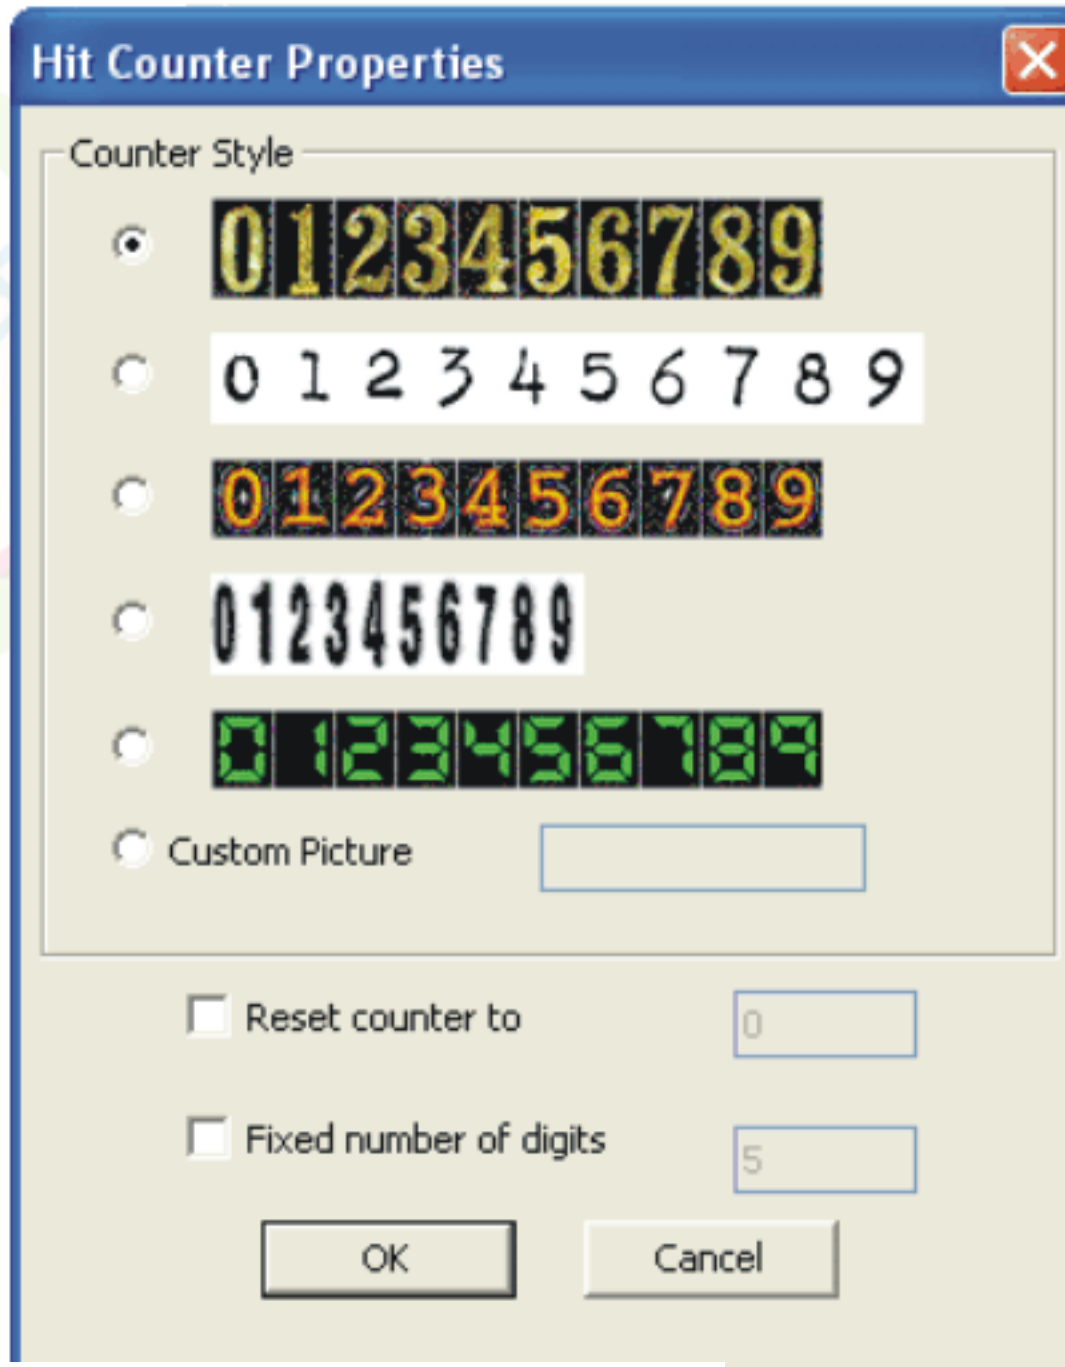 Hit Counter Properties
Counter Style
0123456789
0 1 2 3 4 5 6 7 8 9
0123456789
0123456789
0123456789
Custom Picture
Reset counter to 0
Fixed number of digits 5
OK Cancel